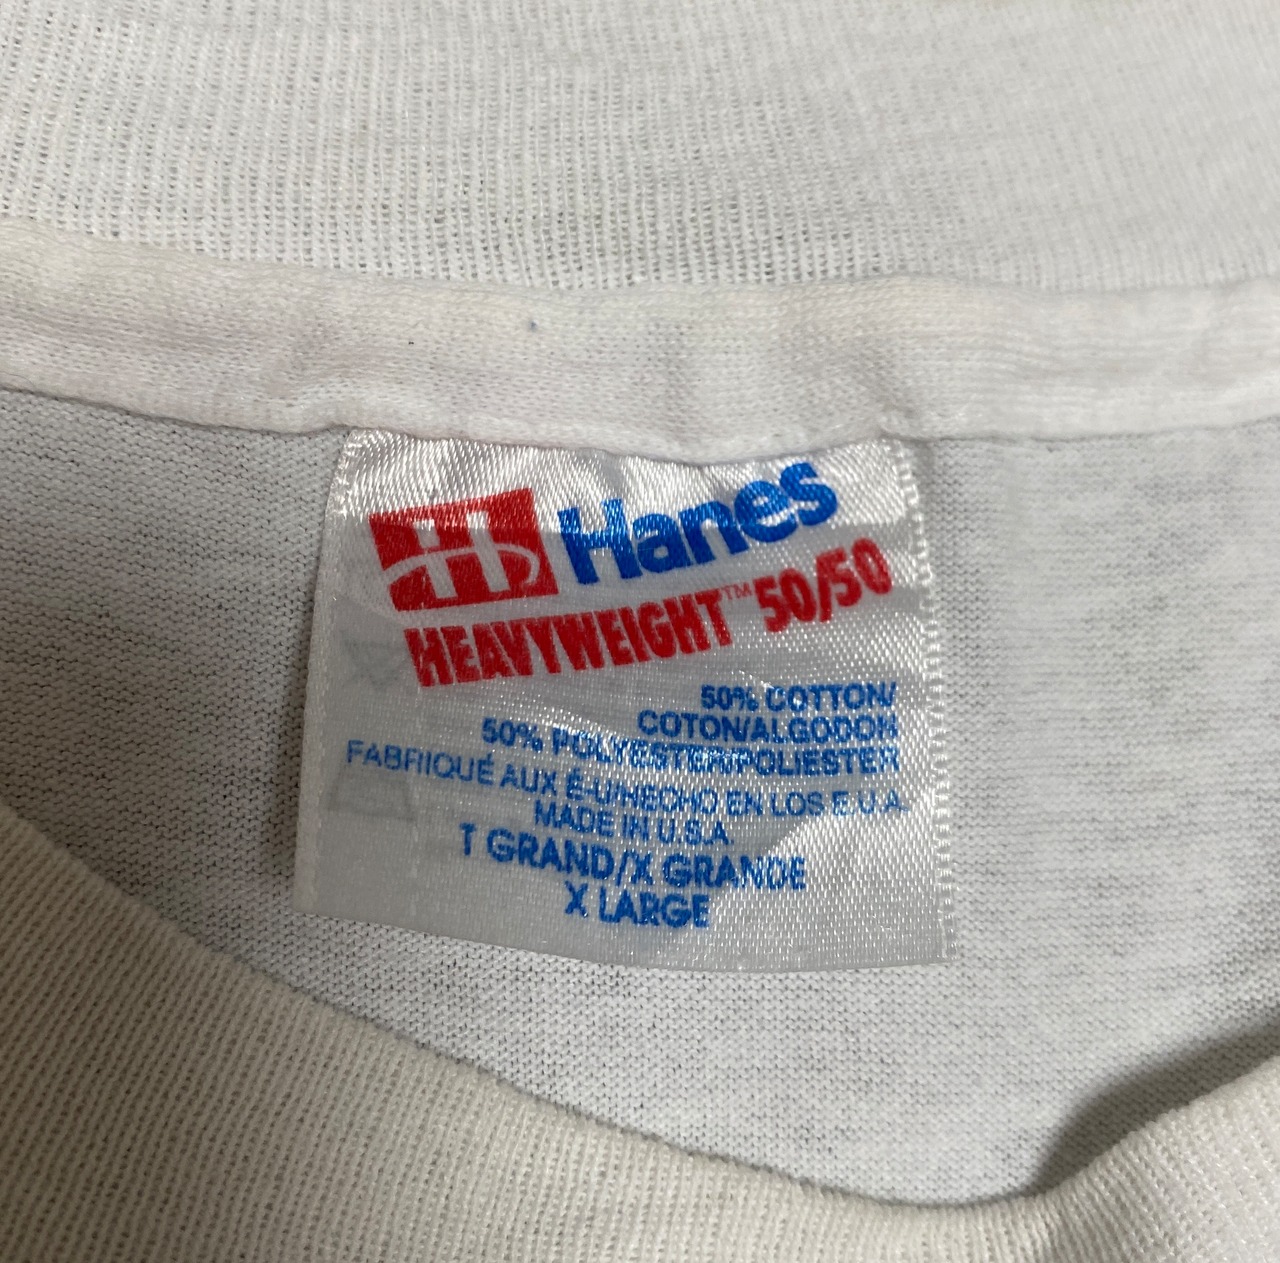 H Hanes
HEAVYWEIGHT™ 50/50
50% COTTON/
COTON/ALGODON
50% POLYESTER/POLIESTER
FABRIQUÉ AUX É-U/HECHO EN LOS E.U.A.
MADE IN U.S.A.
T GRAND/X GRANDE
X LARGE